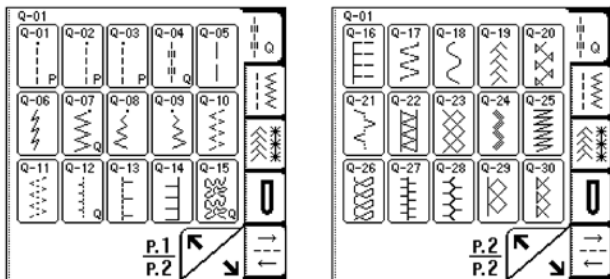 Q-01
Q-01 Q-02 Q-03 Q-04 Q-05
P P P Q
Q
Q-06 Q-07 Q-08 Q-09 Q-10
Q
Q-11 Q-12 Q-13 Q-14 Q-15
Q Q
P.1
P.2
Q-01
Q-16 Q-17 Q-18 Q-19 Q-20
Q
Q-21 Q-22 Q-23 Q-24 Q-25
Q-26 Q-27 Q-28 Q-29 Q-30
P.2
P.2